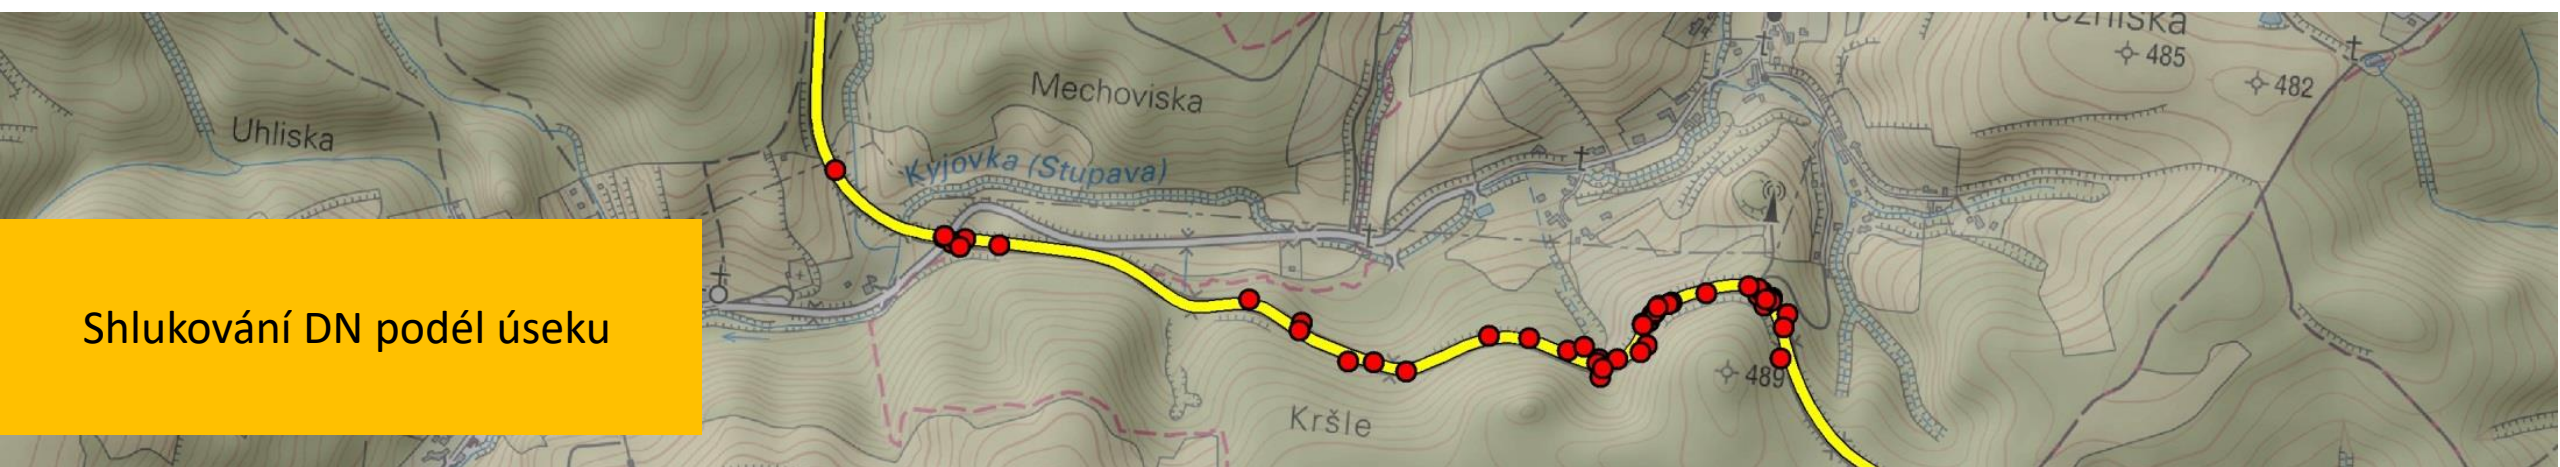 Mechoviska
485
482
Uhliska
Kyjovka (Stupava)
Shlukování DN podél úseku
489
Kršle